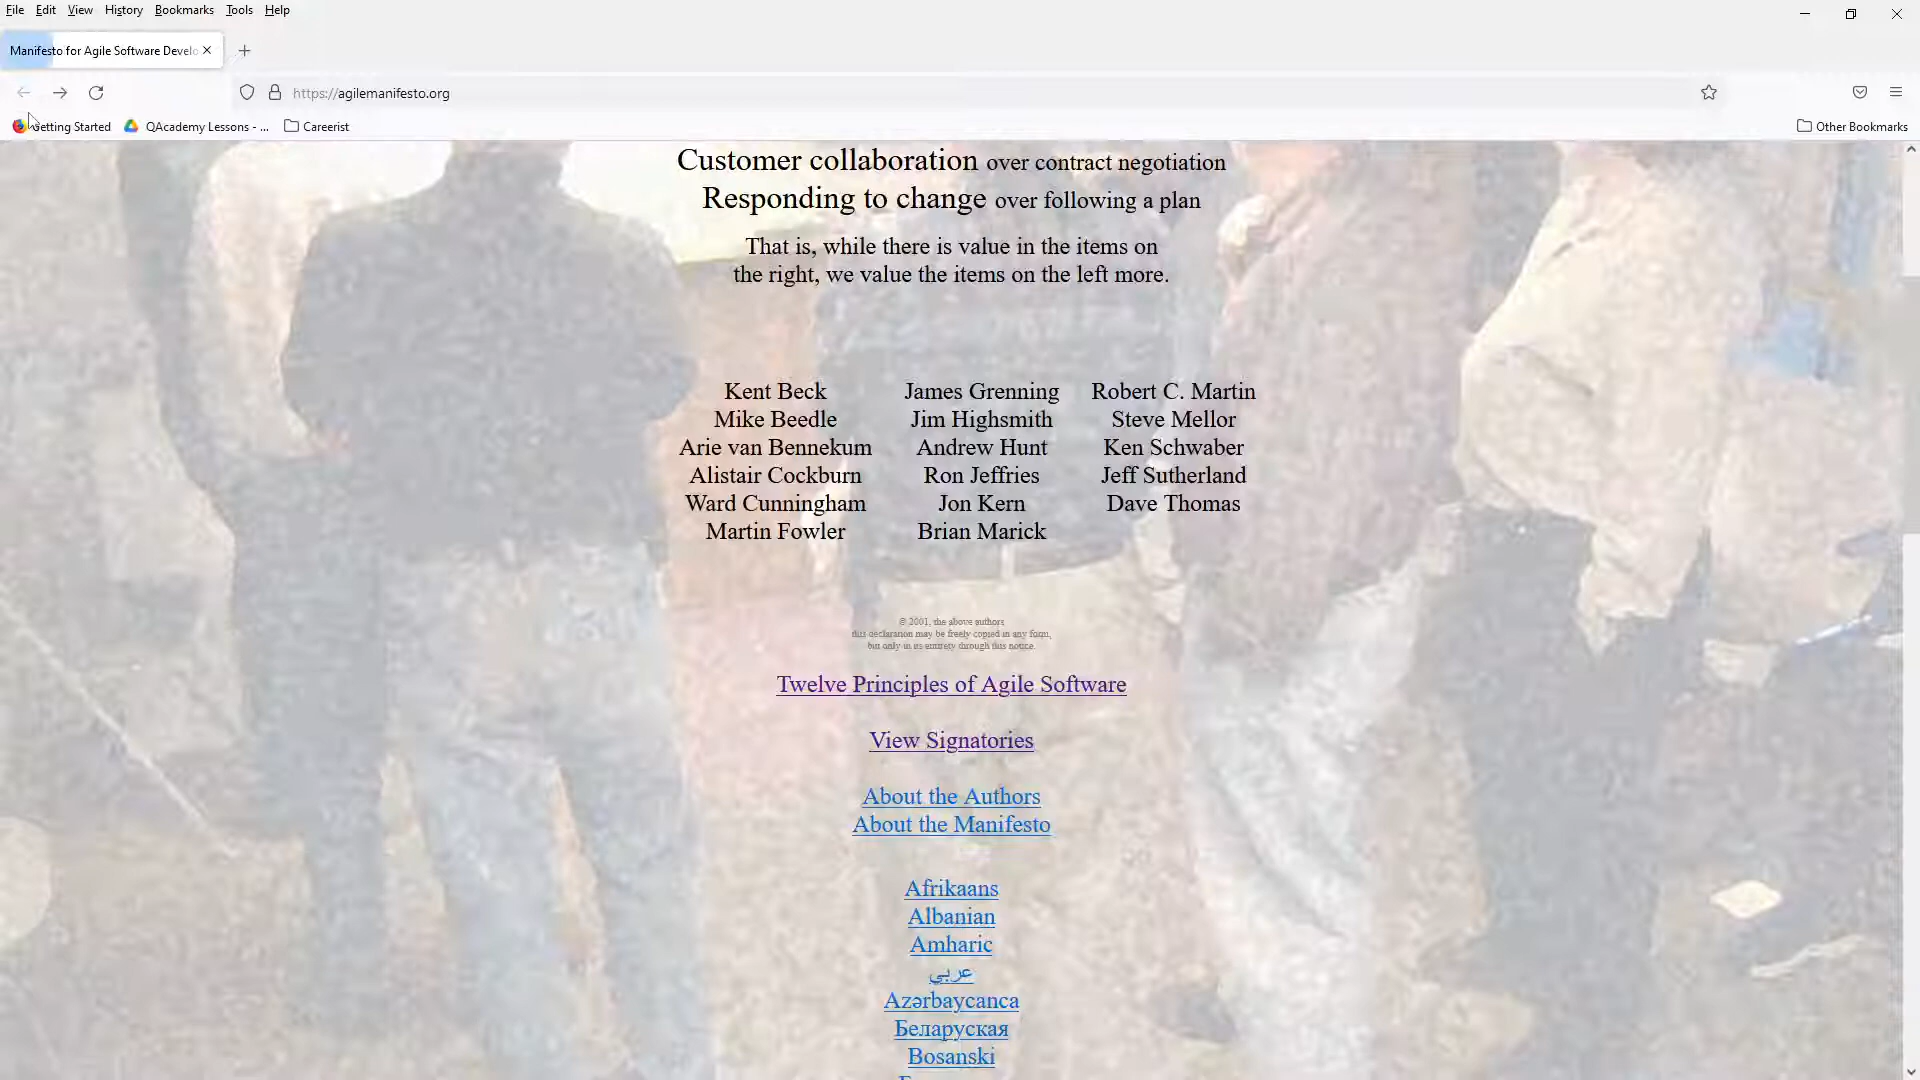 File Edit View History Bookmarks Tools Help
Manifesto for Agile Software Develo
https://agilemanifesto.org
Getting Started QAcademy Lessons - ... Careerist Other Bookmarks
Customer collaboration over contract negotiation
Responding to change over following a plan
That is, while there is value in the items on
the right, we value the items on the left more.
Kent Beck James Grenning Robert C. Martin
Mike Beedle Jim Highsmith Steve Mellor
Arie van Bennekum Andrew Hunt Ken Schwaber
Alistair Cockburn Ron Jeffries Jeff Sutherland
Ward Cunningham Jon Kern Dave Thomas
Martin Fowler Brian Marick
© 2001, the above authors
this declaration may be freely copied in any form,
but only in its entirety through this notice.
Twelve Principles of Agile Software
View Signatories
About the Authors
About the Manifesto
Afrikaans
Albanian
Amharic
عربي
Azərbaycanca
Беларуская
Bosanski